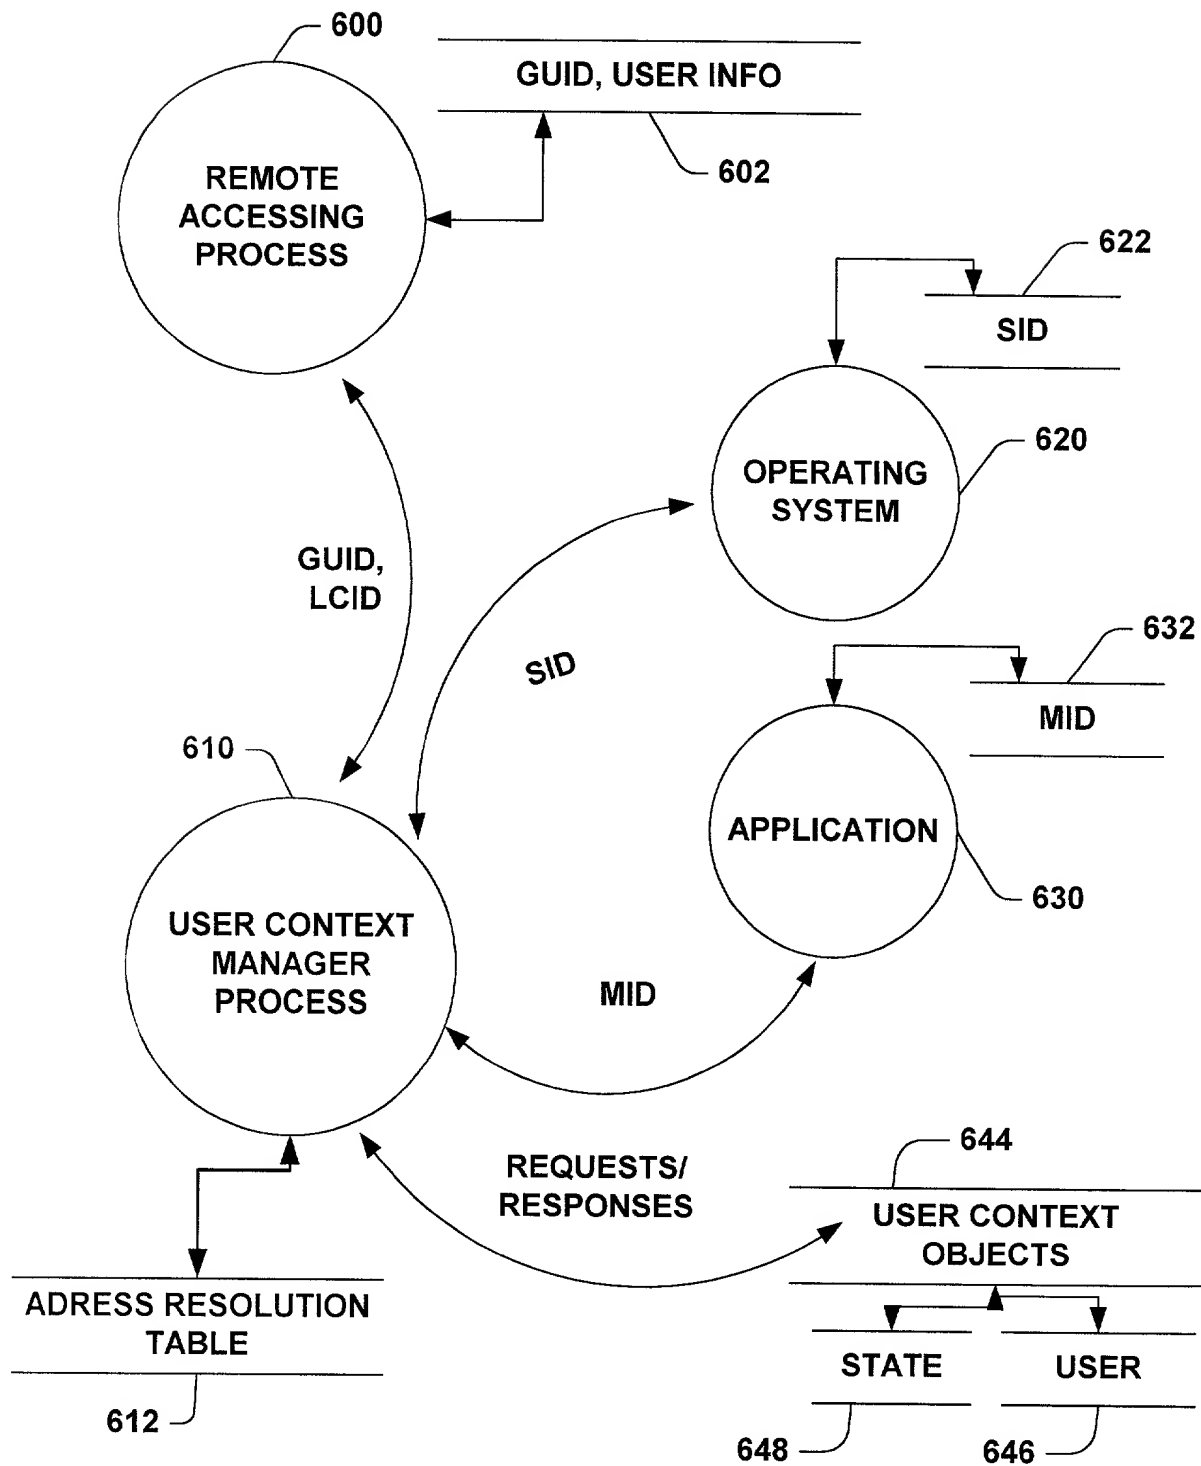 600
GUID, USER INFO
602
REMOTE
ACCESSING
PROCESS
622
SID
620
OPERATING
SYSTEM
GUID,
LCID
SID
632
MID
610
APPLICATION
630
USER CONTEXT
MANAGER
PROCESS
MID
REQUESTS/
RESPONSES
644
USER CONTEXT
OBJECTS
ADRESS RESOLUTION
TABLE
STATE
USER
612
648
646